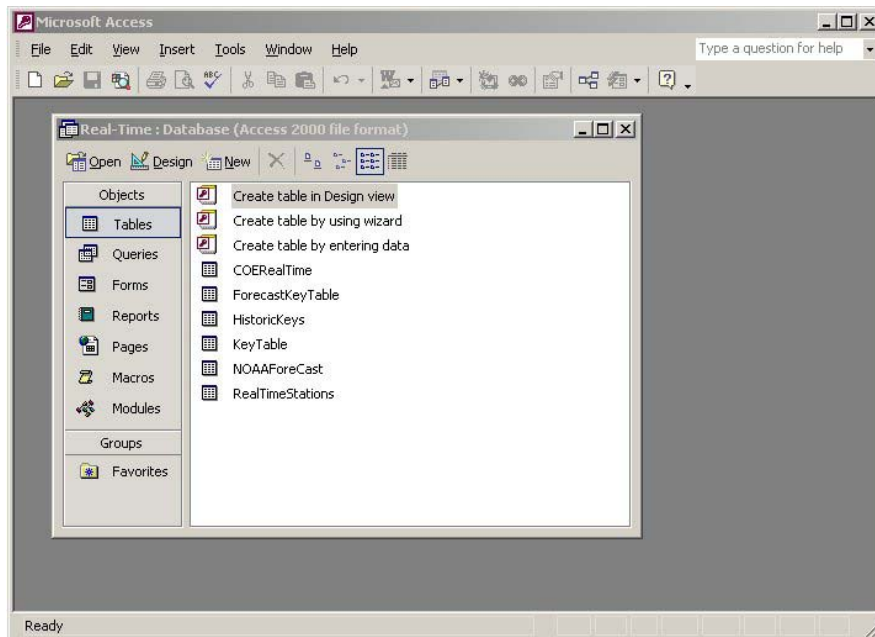 Microsoft Access
File Edit View Insert Tools Window Help Type a question for help
Real-Time : Database (Access 2000 file format)
Open Design New
Objects
Tables
Queries
Forms
Reports
Pages
Macros
Modules
Groups
Favorites
Create table in Design view
Create table by using wizard
Create table by entering data
COERealTime
ForecastKeyTable
HistoricKeys
KeyTable
NOAAForeCast
RealTimeStations
Ready